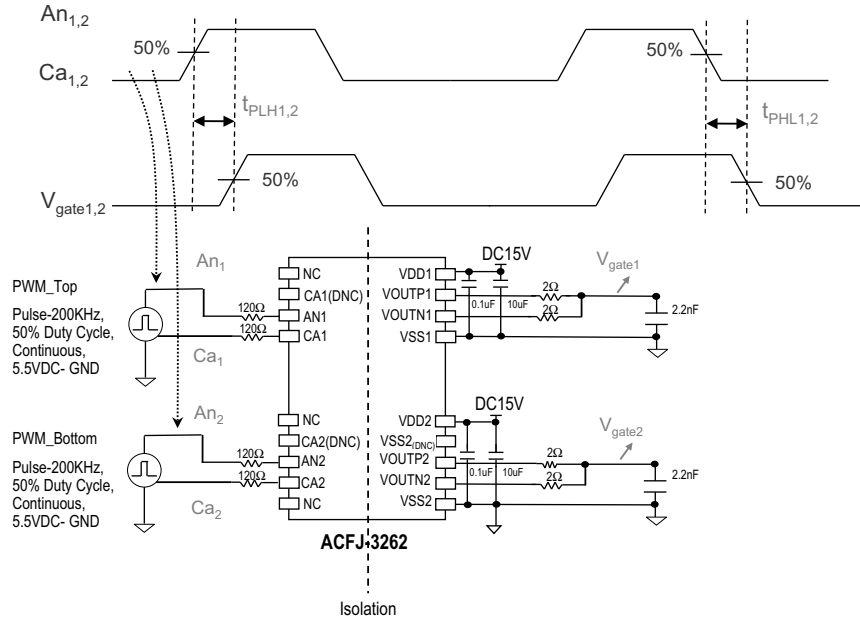 An1,2
50%
50%
Ca1,2
tPLH1,2
tPHL1,2
50%
50%
Vgate1,2
An1
NC
VDD1
DC15V
Vgate1
PWM_Top
CA1(DNC)
VOUTP1
0.1uF
10uF
2Ω
Pulse-200KHz,
50% Duty Cycle,
Continuous,
5.5VDC- GND
120Ω
AN1
VOUTN1
2Ω
2.2nF
120Ω
CA1
VSS1
Ca1
An2
NC
VDD2
DC15V
Vgate2
PWM_Bottom
CA2(DNC)
VSS2(DNC)
Pulse-200KHz,
50% Duty Cycle,
Continuous,
5.5VDC- GND
120Ω
AN2
VOUTP2
0.1uF
10uF
2Ω
120Ω
CA2
VOUTN2
2Ω
2.2nF
NC
VSS2
Ca2
ACFJ-3262
Isolation